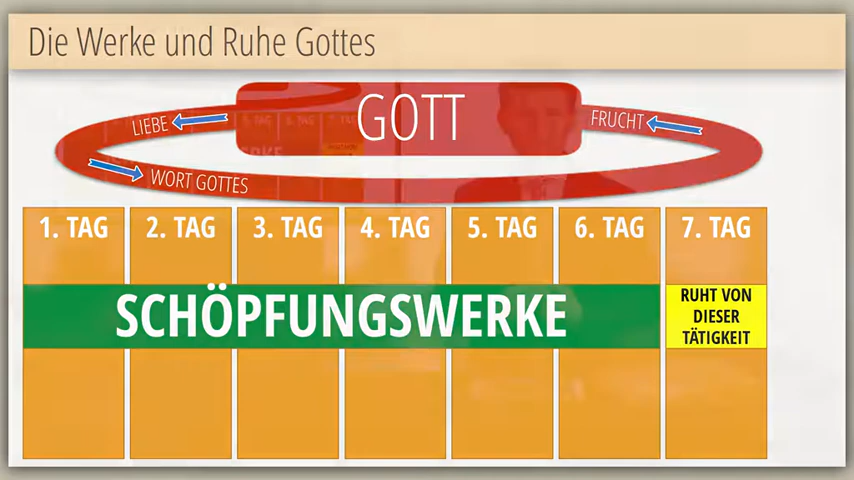 Die Werke und Ruhe Gottes
GOTT
LIEBE
FRUCHT
WORT GOTTES
1. TAG
2. TAG
3. TAG
4. TAG
5. TAG
6. TAG
7. TAG
SCHÖPFUNGSWERKE
RUHT VON
DIESER
TÄTIGKEIT